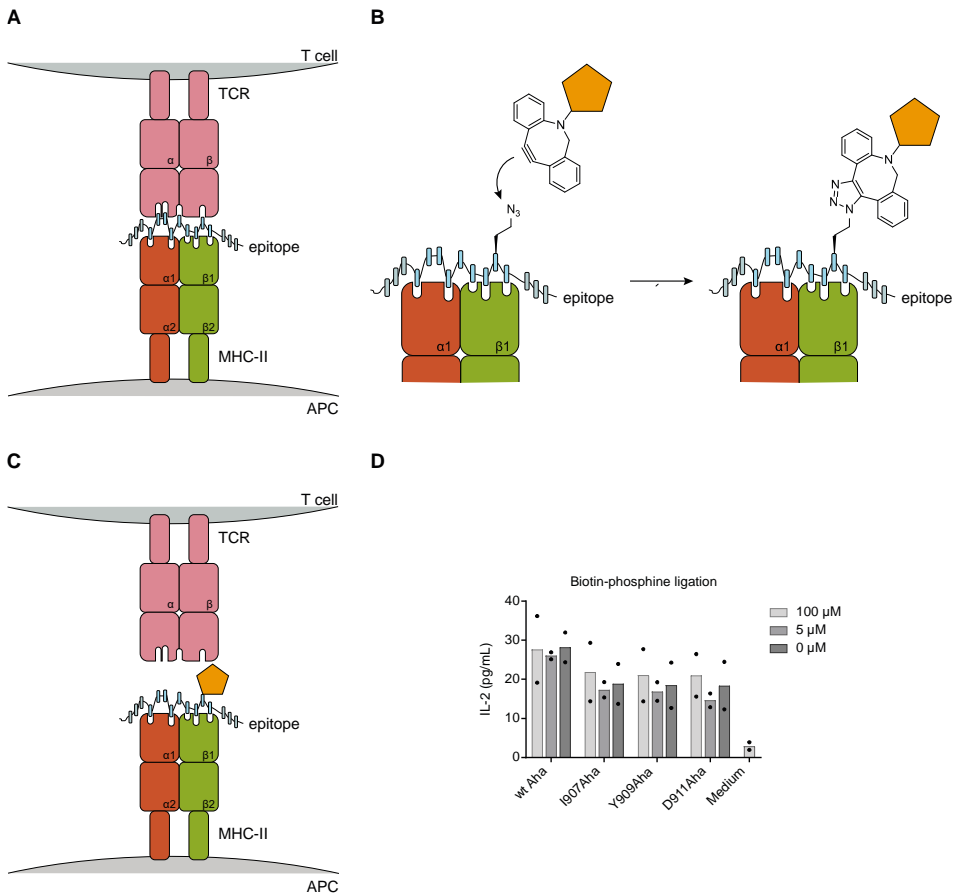 A
T cell
TCR
α
β
epitope
α1
β1
α2
β2
MHC-II
APC
B
N
N₃
epitope
α1
β1
N
N
N
N
epitope
α1
β1
C
T cell
TCR
α
β
epitope
α1
β1
α2
β2
MHC-II
APC
D
Biotin-phosphine ligation
40
30
20
10
0
IL-2 (pg/mL)
wt Aha
I907Aha
Y909Aha
D911Aha
Medium
100 µM
5 µM
0 µM